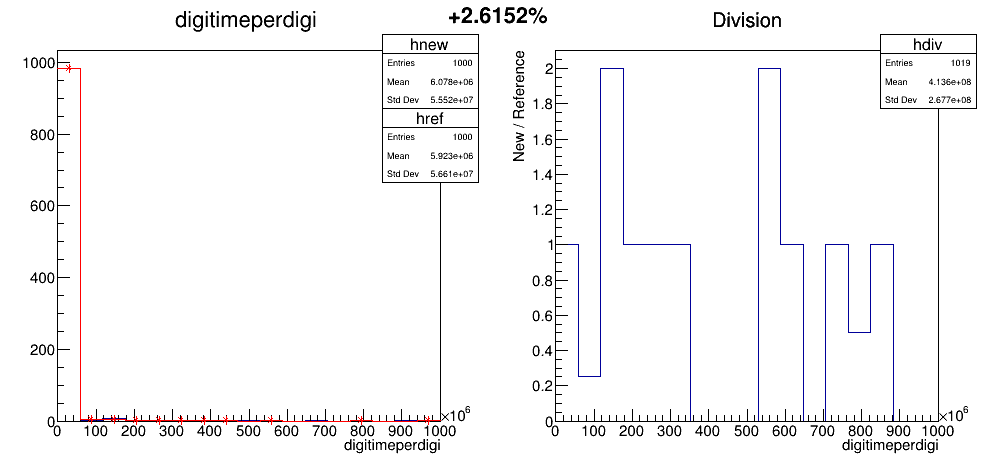 digitimeperdigi
+2.6152%
Division
hnew
Entries 1000
Mean 6.078e+06
Std Dev 5.552e+07
href
Entries 1000
Mean 5.923e+06
Std Dev 5.661e+07
1000
800
600
400
200
0
0 100 200 300 400 500 600 700 800 900 1000
×10⁶
digitimeperdigi
hdiv
Entries 1019
Mean 4.136e+08
Std Dev 2.677e+08
New / Reference
2
1.8
1.6
1.4
1.2
1
0.8
0.6
0.4
0.2
0
0 100 200 300 400 500 600 700 800 900 1000
×10⁶
digitimeperdigi